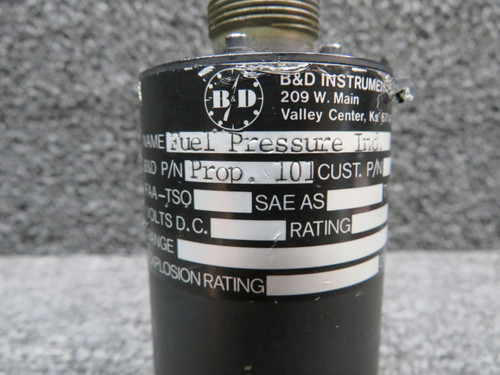 B&D
B&D INSTRUMEN
209 W. Main
Valley Center, Ks
NAME Fuel Pressure Ind.
B&D P/N Prop. 101 CUST. P/N
FAA-TSO SAE AS
VOLTS D.C. RATING
RANGE
EXPLOSION RATING